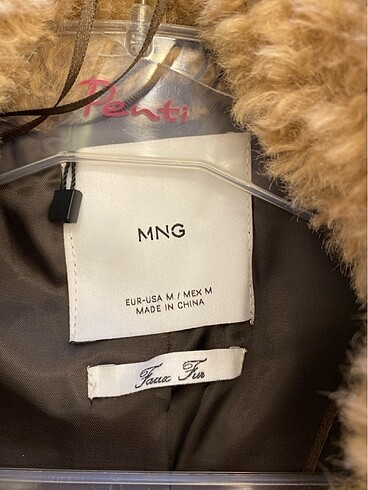 Penti
MNG
EUR-USA M / MEX M
MADE IN CHINA
Faux Fur